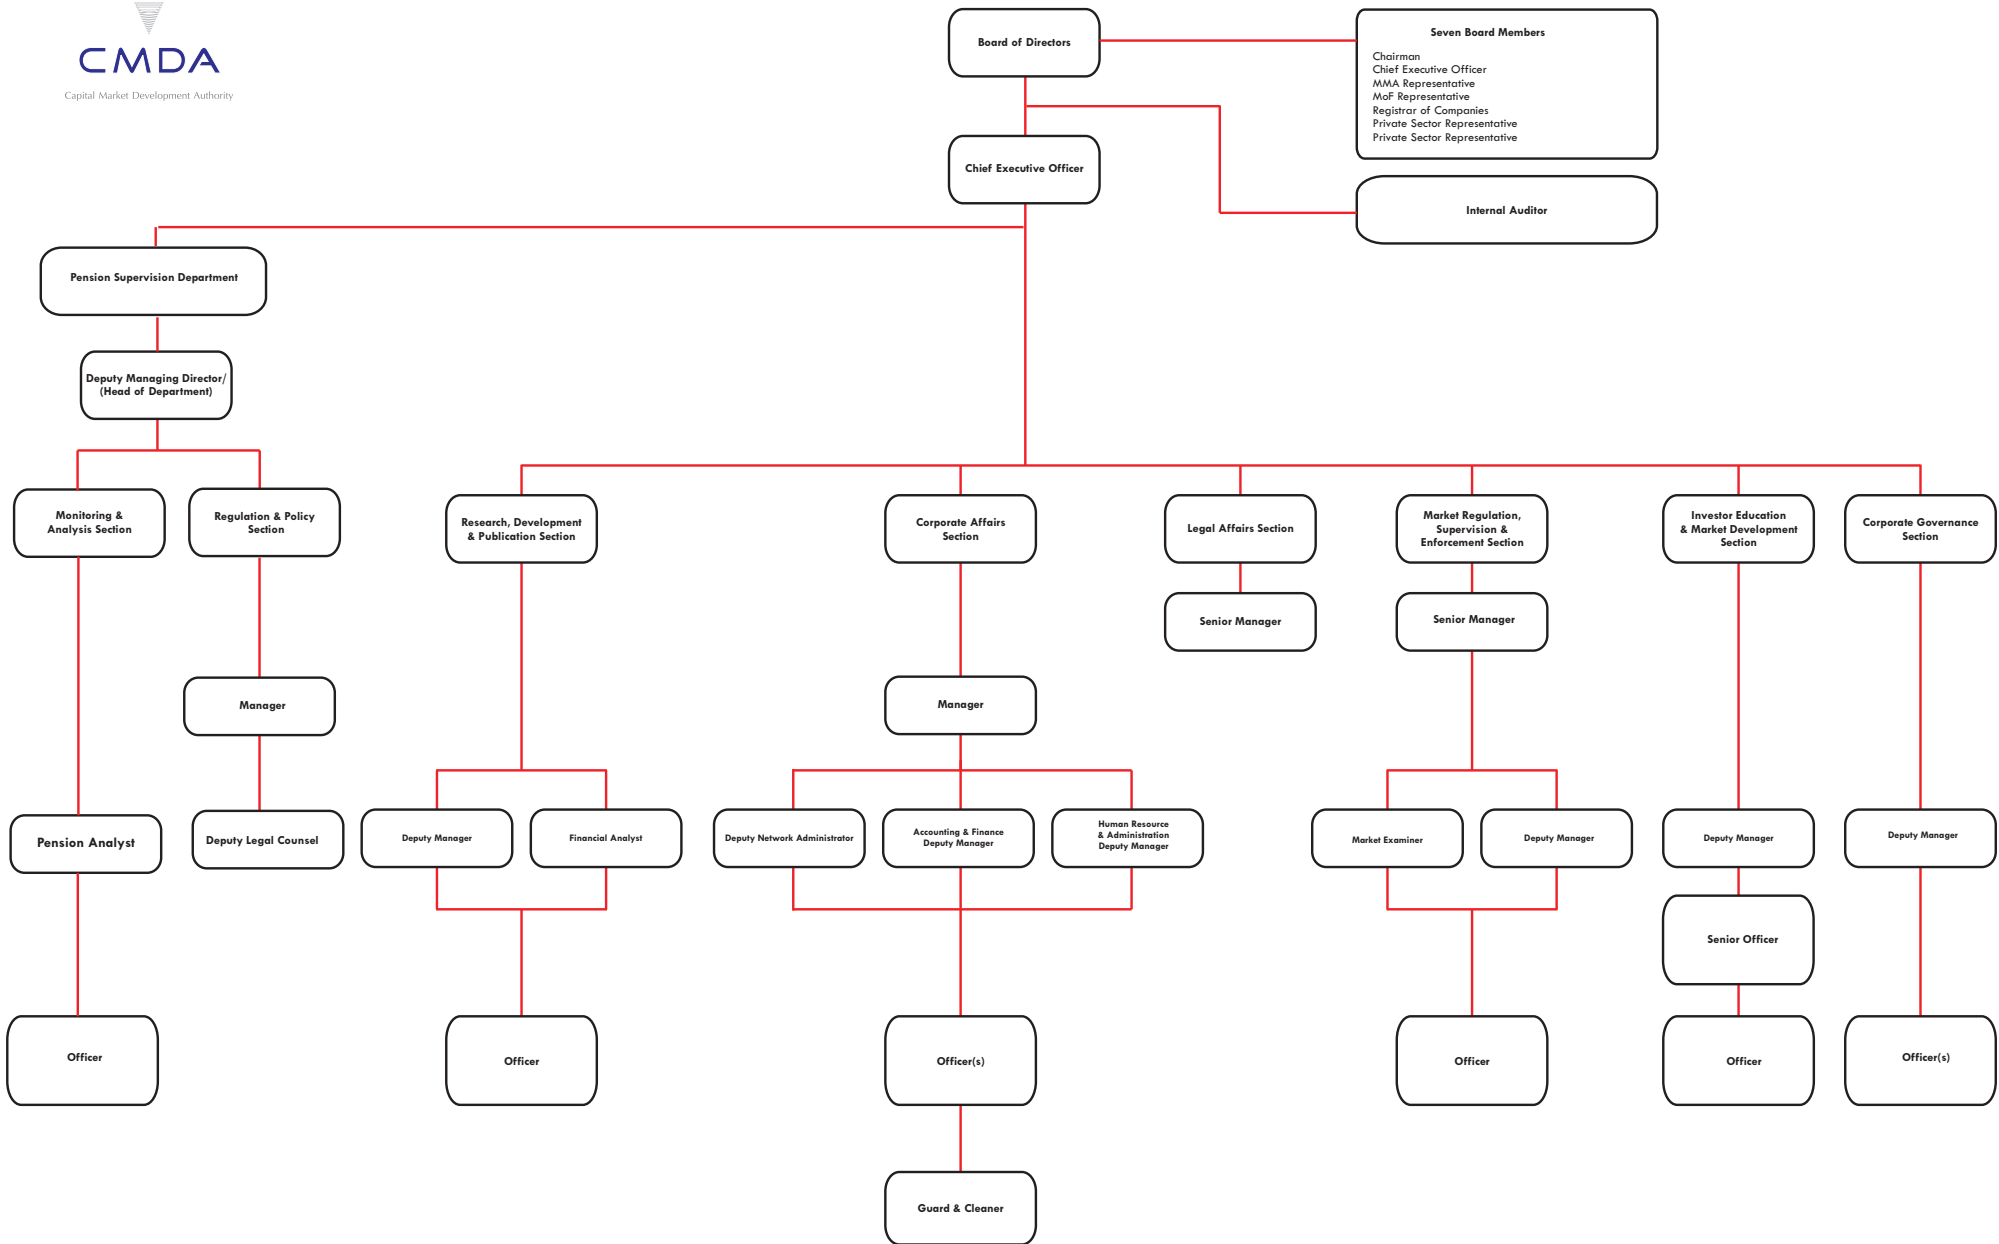 CMDA
Capital Market Development Authority
Board of Directors
Seven Board Members
Chairman
Chief Executive Officer
MMA Representative
MoF Representative
Registrar of Companies
Private Sector Representative
Private Sector Representative
Chief Executive Officer
Internal Auditor
Pension Supervision Department
Deputy Managing Director/
(Head of Department)
Monitoring &
Analysis Section
Regulation & Policy
Section
Research, Development
& Publication Section
Corporate Affairs
Section
Legal Affairs Section
Market Regulation,
Supervision &
Enforcement Section
Investor Education
& Market Development
Section
Corporate Governance
Section
Senior Manager
Senior Manager
Manager
Manager
Pension Analyst
Deputy Legal Counsel
Deputy Manager
Financial Analyst
Deputy Network Administrator
Accounting & Finance
Deputy Manager
Human Resource
& Administration
Deputy Manager
Market Examiner
Deputy Manager
Deputy Manager
Deputy Manager
Senior Officer
Officer
Officer
Officer(s)
Officer
Officer
Officer(s)
Guard & Cleaner